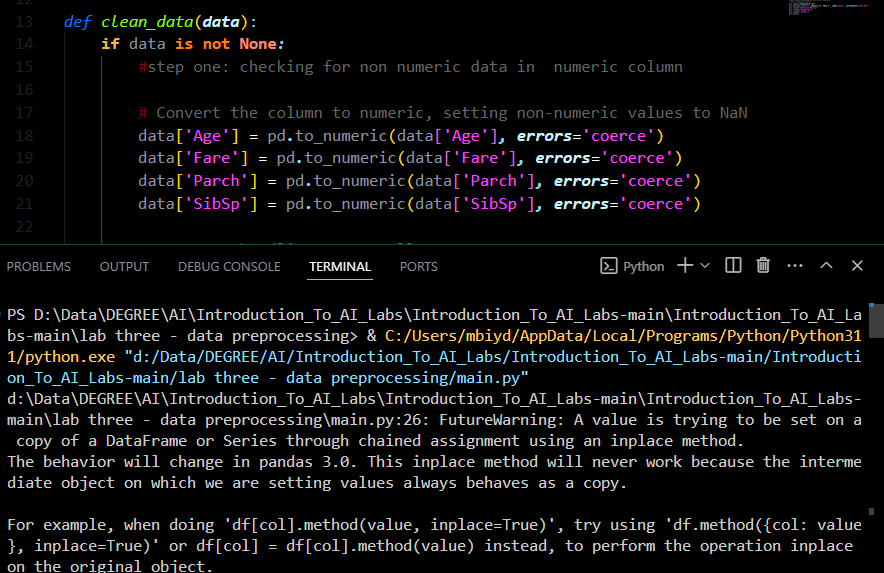 13 def clean_data(data):
14 if data is not None:
15 #step one: checking for non numeric data in  numeric column
16
17 # Convert the column to numeric, setting non-numeric values to NaN
18 data['Age'] = pd.to_numeric(data['Age'], errors='coerce')
19 data['Fare'] = pd.to_numeric(data['Fare'], errors='coerce')
20 data['Parch'] = pd.to_numeric(data['Parch'], errors='coerce')
21 data['SibSp'] = pd.to_numeric(data['SibSp'], errors='coerce')
22
PROBLEMS OUTPUT DEBUG CONSOLE TERMINAL PORTS Python
PS D:\Data\DEGREE\AI\Introduction_To_AI_Labs\Introduction_To_AI_Labs-main\Introduction_To_AI_La
bs-main\lab three - data preprocessing> & C:/Users/mbiyd/AppData/Local/Programs/Python/Python31
1/python.exe "d:/Data/DEGREE/AI/Introduction_To_AI_Labs/Introduction_To_AI_Labs-main/Introducti
on_To_AI_Labs-main/lab three - data preprocessing/main.py"
d:\Data\DEGREE\AI\Introduction_To_AI_Labs\Introduction_To_AI_Labs-main\Introduction_To_AI_Labs-
main\lab three - data preprocessing\main.py:26: FutureWarning: A value is trying to be set on a
copy of a DataFrame or Series through chained assignment using an inplace method.
The behavior will change in pandas 3.0. This inplace method will never work because the interme
diate object on which we are setting values always behaves as a copy.
For example, when doing 'df[col].method(value, inplace=True)', try using 'df.method({col: value
}, inplace=True)' or df[col] = df[col].method(value) instead, to perform the operation inplace
on the original object.